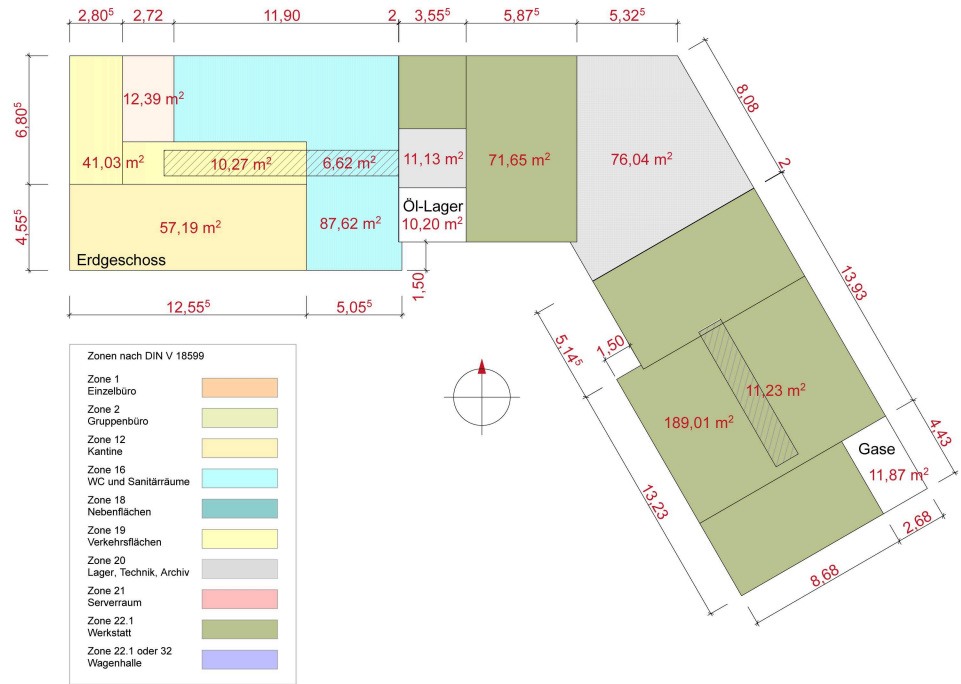 2,80⁵ 2,72 11,90 2 3,55⁵ 5,87⁵ 5,32⁵
6,80⁵
4,55⁵
12,39 m²
41,03 m²
10,27 m²
6,62 m²
11,13 m²
71,65 m²
76,04 m²
8,08
2
57,19 m²
87,62 m²
Öl-Lager
10,20 m²
Erdgeschoss
1,50
12,55⁵ 5,05⁵
13,93
5,14⁵
1,50
11,23 m²
189,01 m²
4,43
Gase
11,87 m²
13,23
2,68
8,68
Zonen nach DIN V 18599
Zone 1
Einzelbüro
Zone 2
Gruppenbüro
Zone 12
Kantine
Zone 16
WC und Sanitärräume
Zone 18
Nebenflächen
Zone 19
Verkehrsflächen
Zone 20
Lager, Technik, Archiv
Zone 21
Serverraum
Zone 22.1
Werkstatt
Zone 22.1 oder 32
Wagenhalle